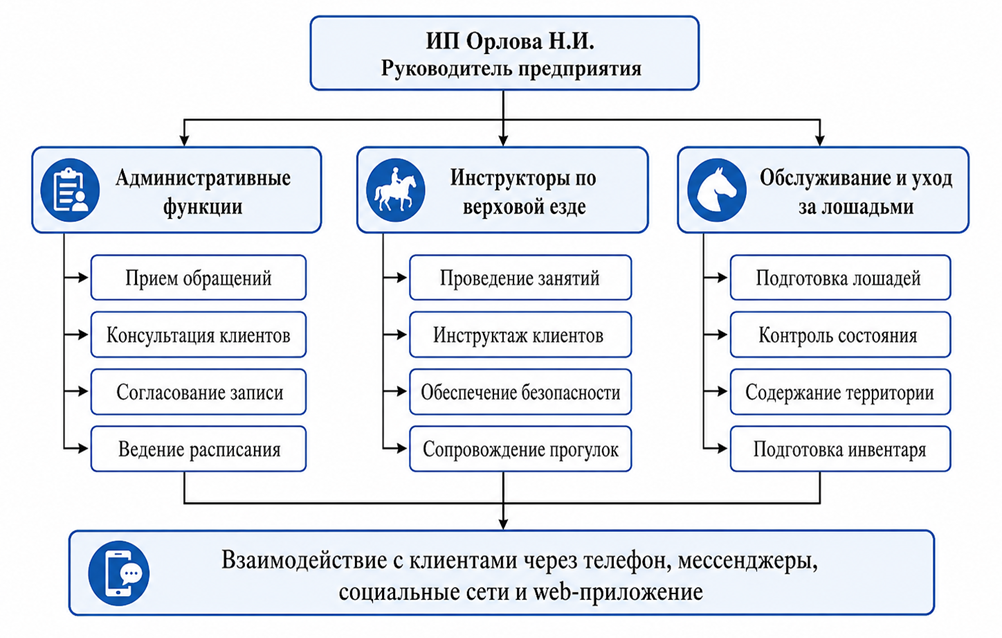 ИП Орлова Н.И.
Руководитель предприятия
Административные
функции
Прием обращений
Консультация клиентов
Согласование записи
Ведение расписания
Инструкторы по
верховой езде
Проведение занятий
Инструктаж клиентов
Обеспечение безопасности
Сопровождение прогулок
Обслуживание и уход
за лошадьми
Подготовка лошадей
Контроль состояния
Содержание территории
Подготовка инвентаря
Взаимодействие с клиентами через телефон, мессенджеры,
социальные сети и web-приложение